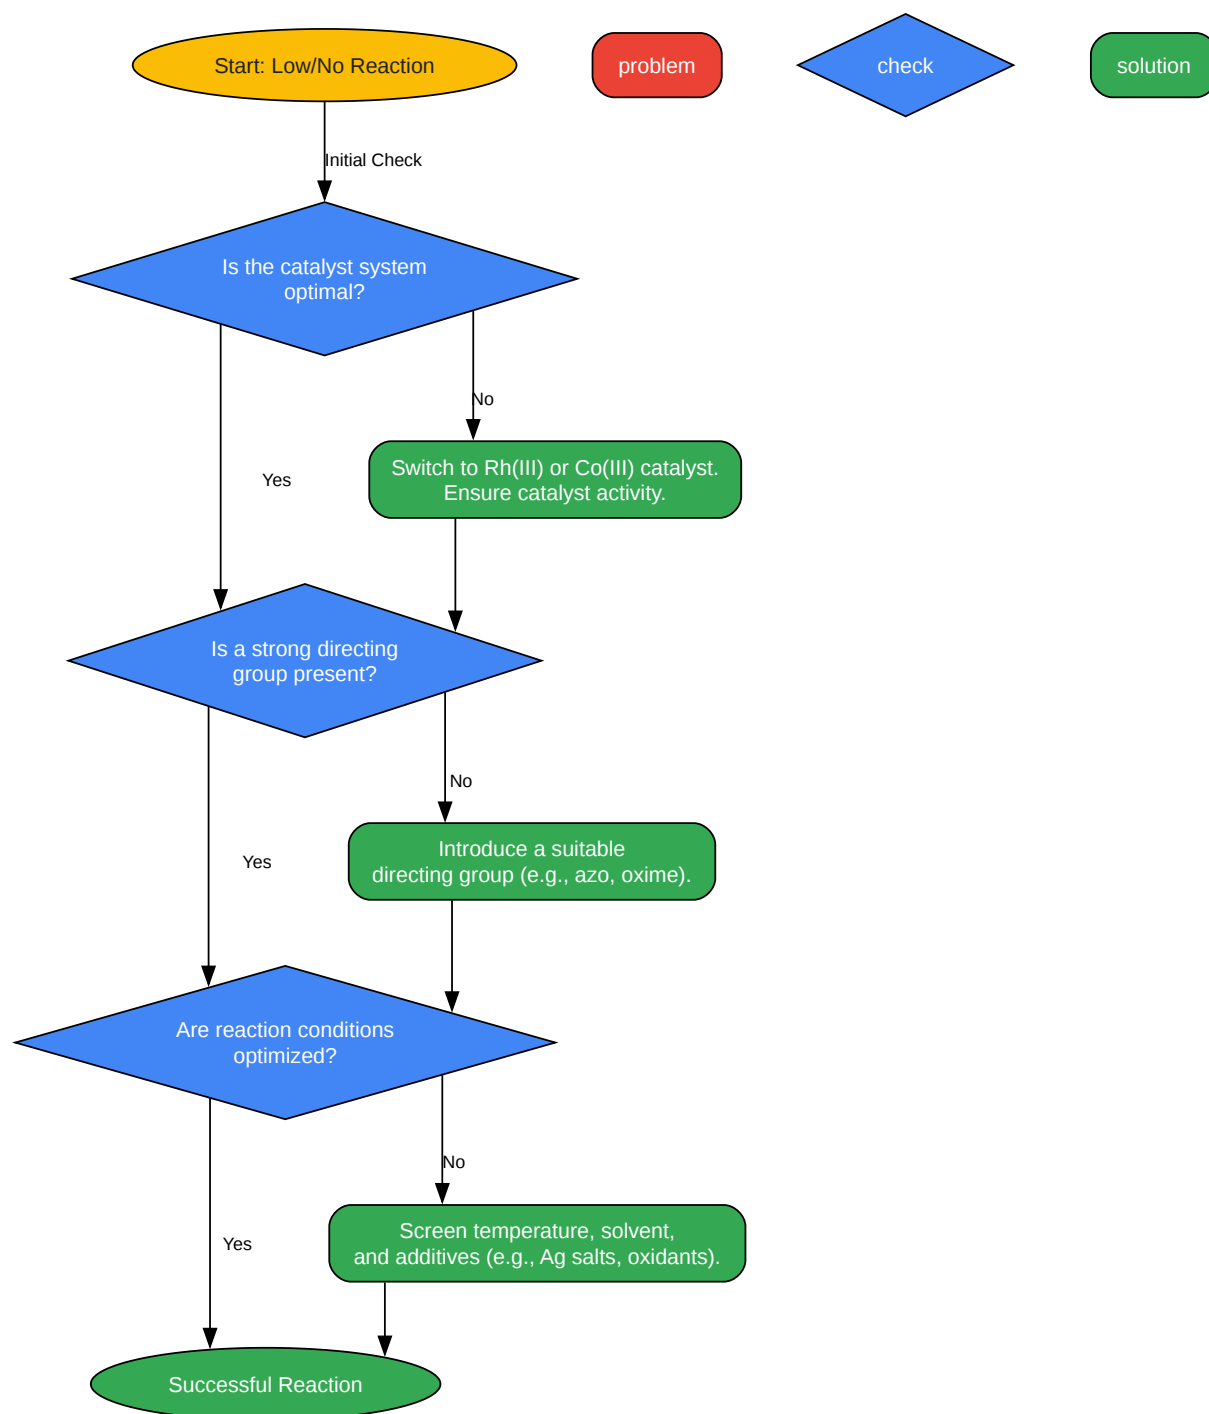 Start: Low/No Reaction
problem
check
solution
Initial Check
Is the catalyst system
optimal?
No
Yes
Switch to Rh(III) or Co(III) catalyst.
Ensure catalyst activity.
Is a strong directing
group present?
No
Yes
Introduce a suitable
directing group (e.g., azo, oxime).
Are reaction conditions
optimized?
No
Yes
Screen temperature, solvent,
and additives (e.g., Ag salts, oxidants).
Successful Reaction